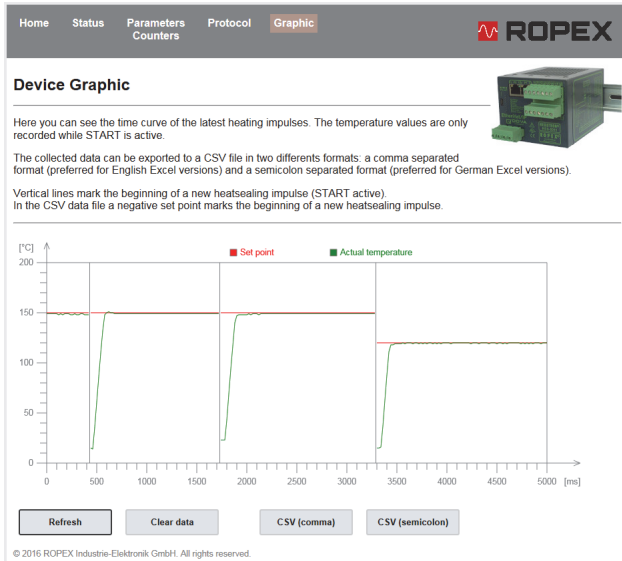 Home Status Parameters Counters Protocol Graphic
ROPEX
Device Graphic
Here you can see the time curve of the latest heating impulses. The temperature values are only
recorded while START is active.
The collected data can be exported to a CSV file in two differents formats: a comma separated
format (preferred for English Excel versions) and a semicolon separated format (preferred for German Excel versions).
Vertical lines mark the beginning of a new heatsealing impulse (START active).
In the CSV data file a negative set point marks the beginning of a new heatsealing impulse.
[°C]
Set point Actual temperature
200
150
100
50
0
0 500 1000 1500 2000 2500 3000 3500 4000 4500 5000 [ms]
Refresh Clear data CSV (comma) CSV (semicolon)
© 2016 ROPEX Industrie-Elektronik GmbH. All rights reserved.